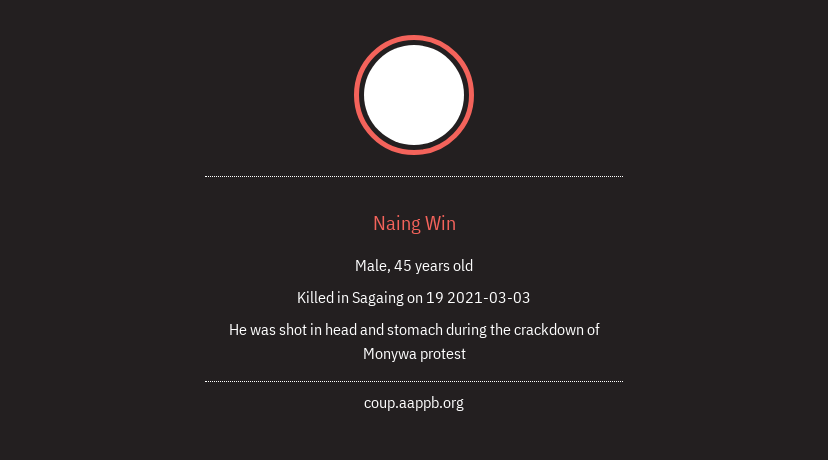 Naing Win
Male, 45 years old
Killed in Sagaing on 19 2021-03-03
He was shot in head and stomach during the crackdown of
Monywa protest
coup.aappb.org